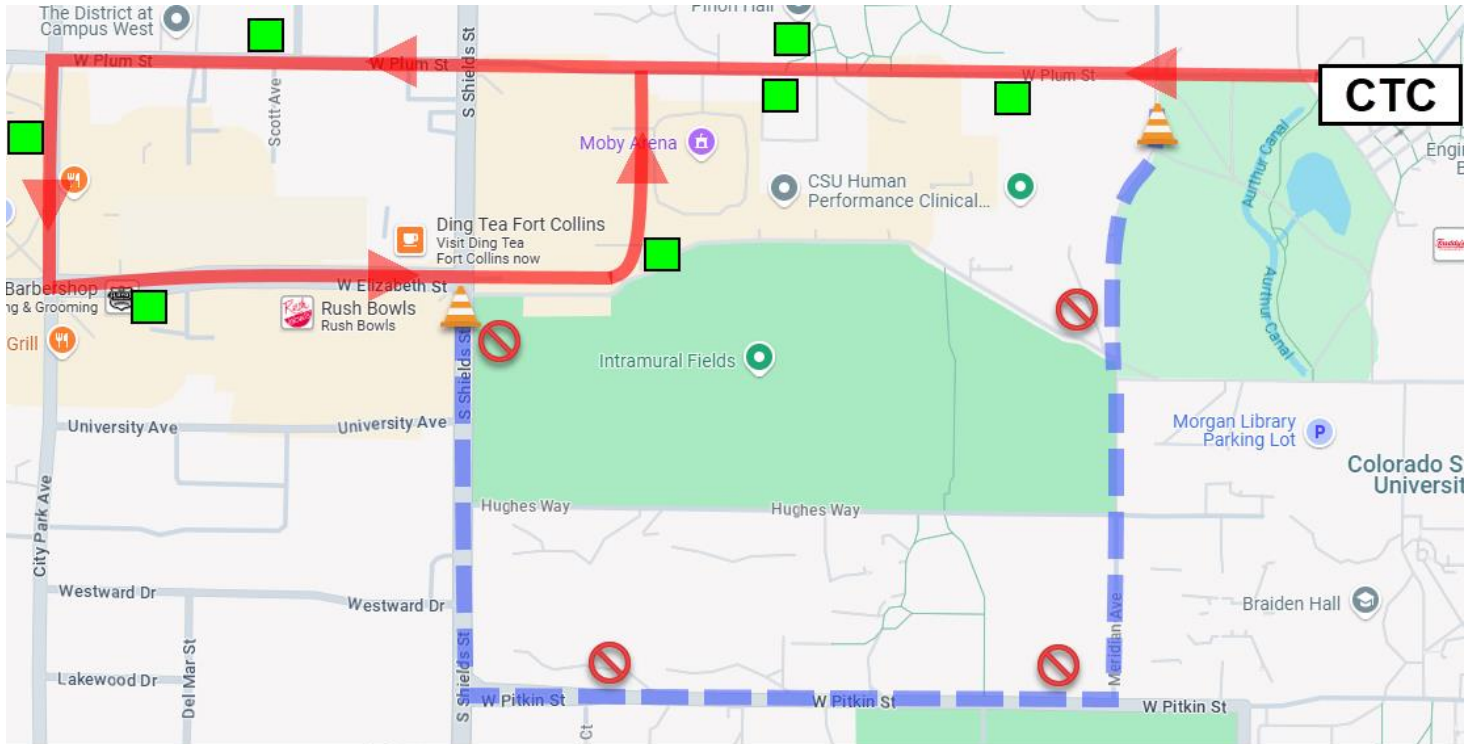 The District at
Campus West
W Plum St
W Plum St
W Plum St
CTC
S Shields St
Scott Ave
Moby Arena
CSU Human
Performance Clinical...
Aurthur Canal
Aurthur Canal
Ding Tea Fort Collins
Visit Ding Tea
Fort Collins now
W Elizabeth St
Barbershop
ng & Grooming
Rush Bowls
Rush Bowls
Grill
Intramural Fields
S Shields St
University Ave
University Ave
Morgan Library
Parking Lot
P
Colorado S
Universit
City Park Ave
Hughes Way
Hughes Way
Westward Dr
Westward Dr
Braiden Hall
Meridian Ave
Del Mar St
Lakewood Dr
S Shields St
W Pitkin St
W Pitkin St
W Pitkin St
Ct